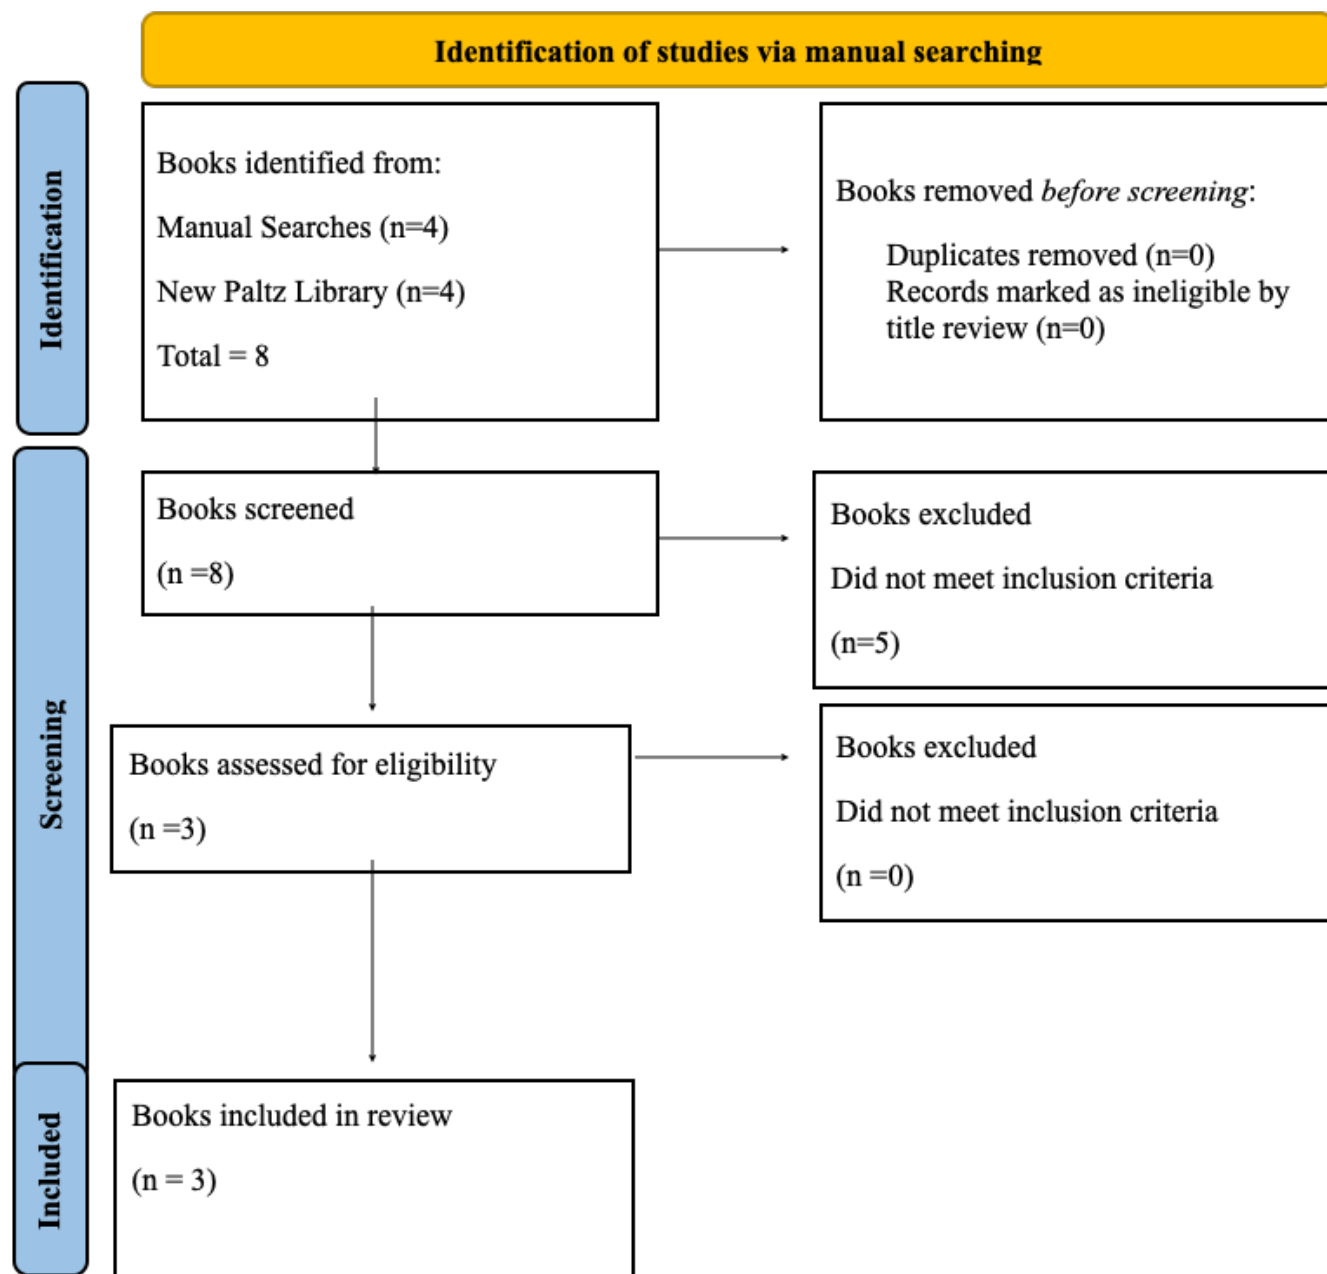 Identification of studies via manual searching
Identification
Books identified from:
Manual Searches (n=4)
New Paltz Library (n=4)
Total = 8
Books removed before screening:
Duplicates removed (n=0)
Records marked as ineligible by
title review (n=0)
Screening
Books screened
(n =8)
Books excluded
Did not meet inclusion criteria
(n=5)
Books assessed for eligibility
(n =3)
Books excluded
Did not meet inclusion criteria
(n =0)
Included
Books included in review
(n = 3)